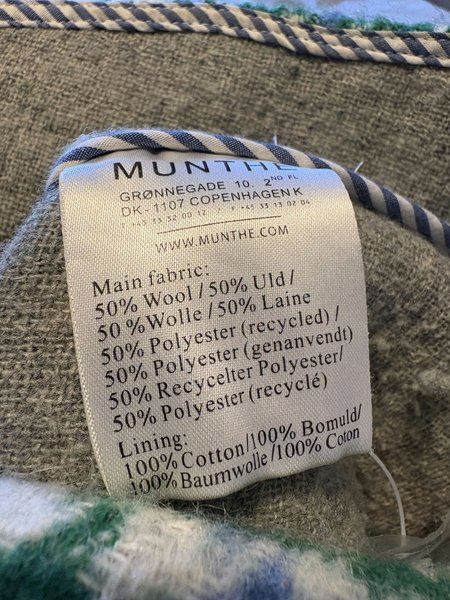 MUNTHE
GRØNNEGADE 10. 2ND FL
DK-1107 COPENHAGEN K
WWW.MUNTHE.COM
Main fabric:
50% Wool / 50% Uld /
50 % Wolle / 50% Laine
50% Polyester (recycled) /
50% Polyester (genanvendt)
50% Recycelter Polyester/
50% Polyester (recyclé)
Lining:
100% Cotton/100% Bomuld/
100% Baumwolle /100% Coton